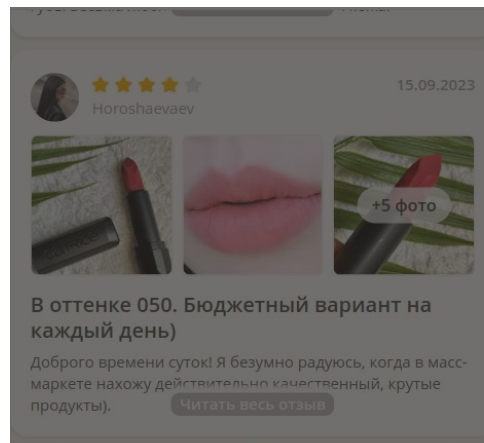 15.09.2023
Horoshaevaev
+5 фото
В оттенке 050. Бюджетный вариант на
каждый день)
Доброго времени суток! Я безумно радуюсь, когда в масс-
маркете нахожу действительно качественный, крутые
продукты).
Читать весь отзыв